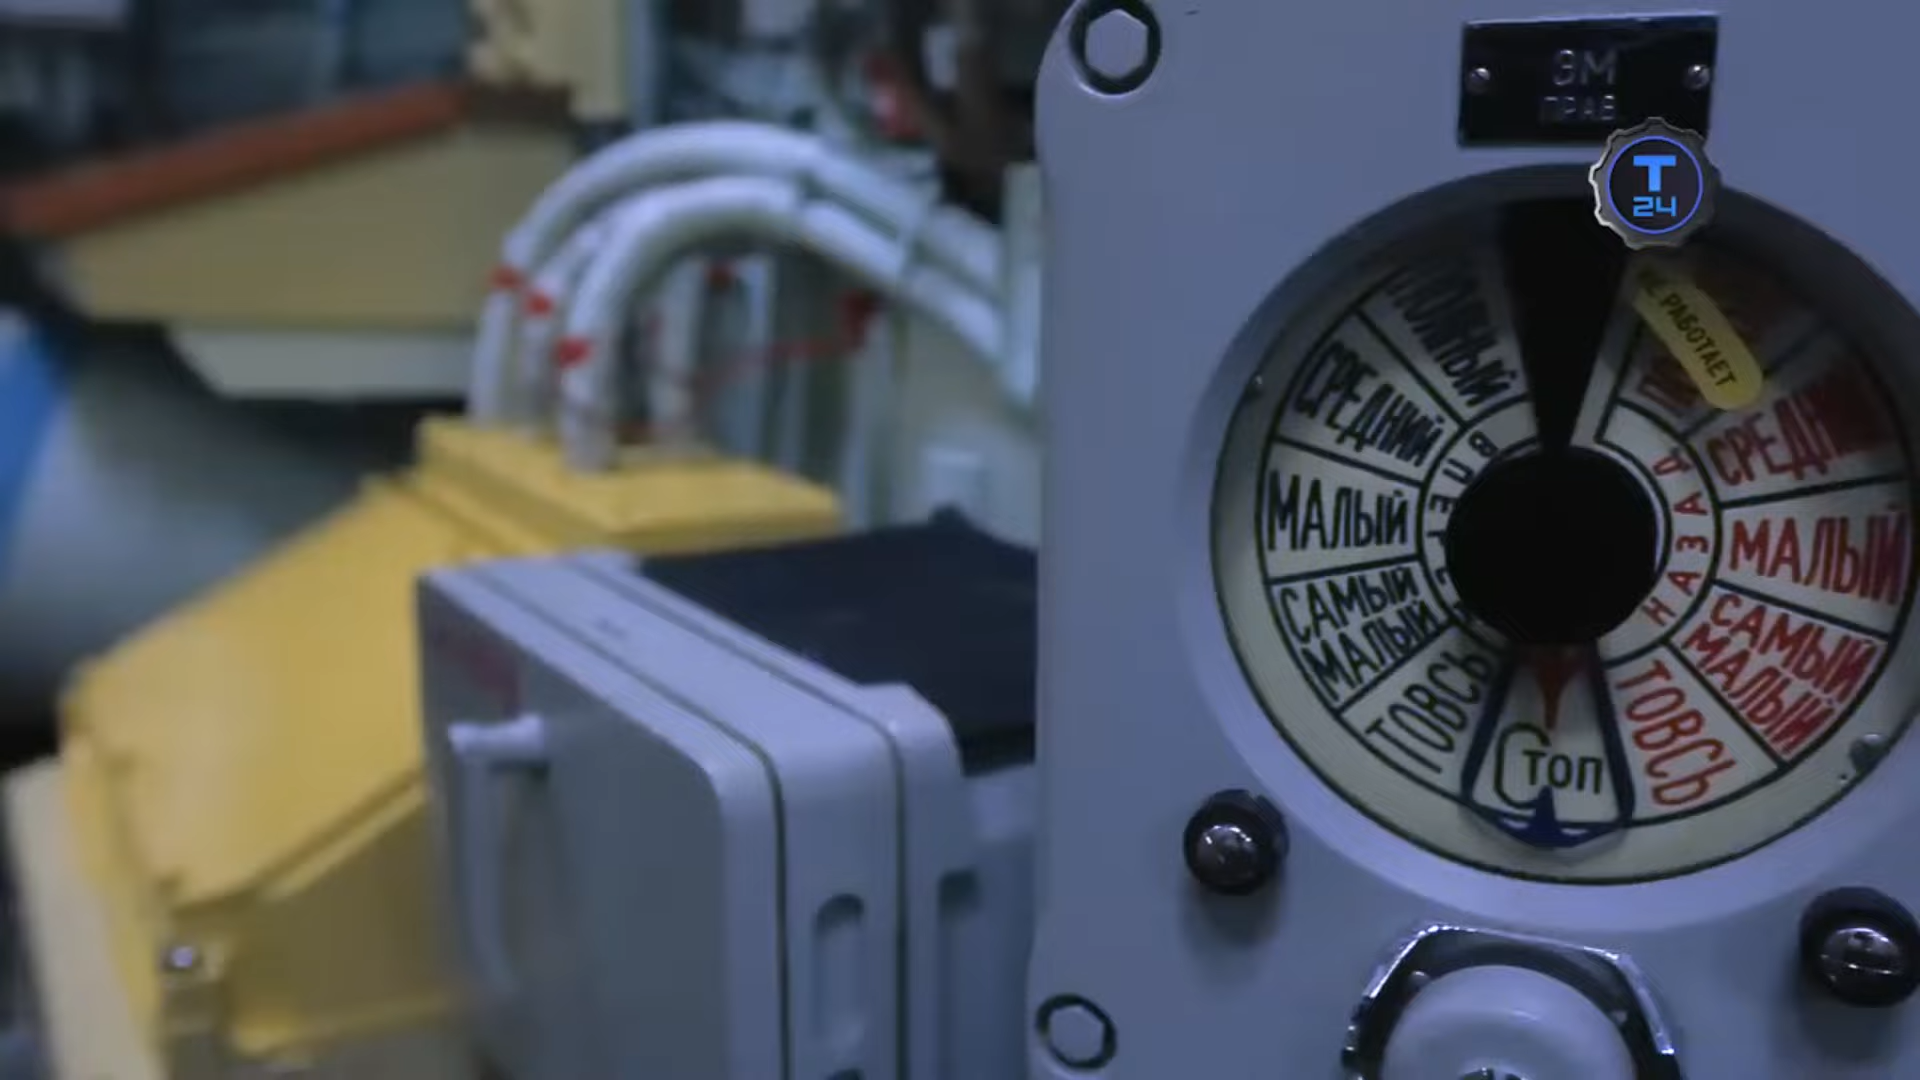 ЭМ
ПРАВ
Т
24
ПОЛНЫЙ
НЕ РАБОТАЕТ
СРЕДНИЙ
СРЕДНИЙ
МАЛЫЙ
ВПЕРЕД
НАЗАД
МАЛЫЙ
САМЫЙ
МАЛЫЙ
САМЫЙ
МАЛЫЙ
ТОВСЬ
СТОП
ТОВСЬ